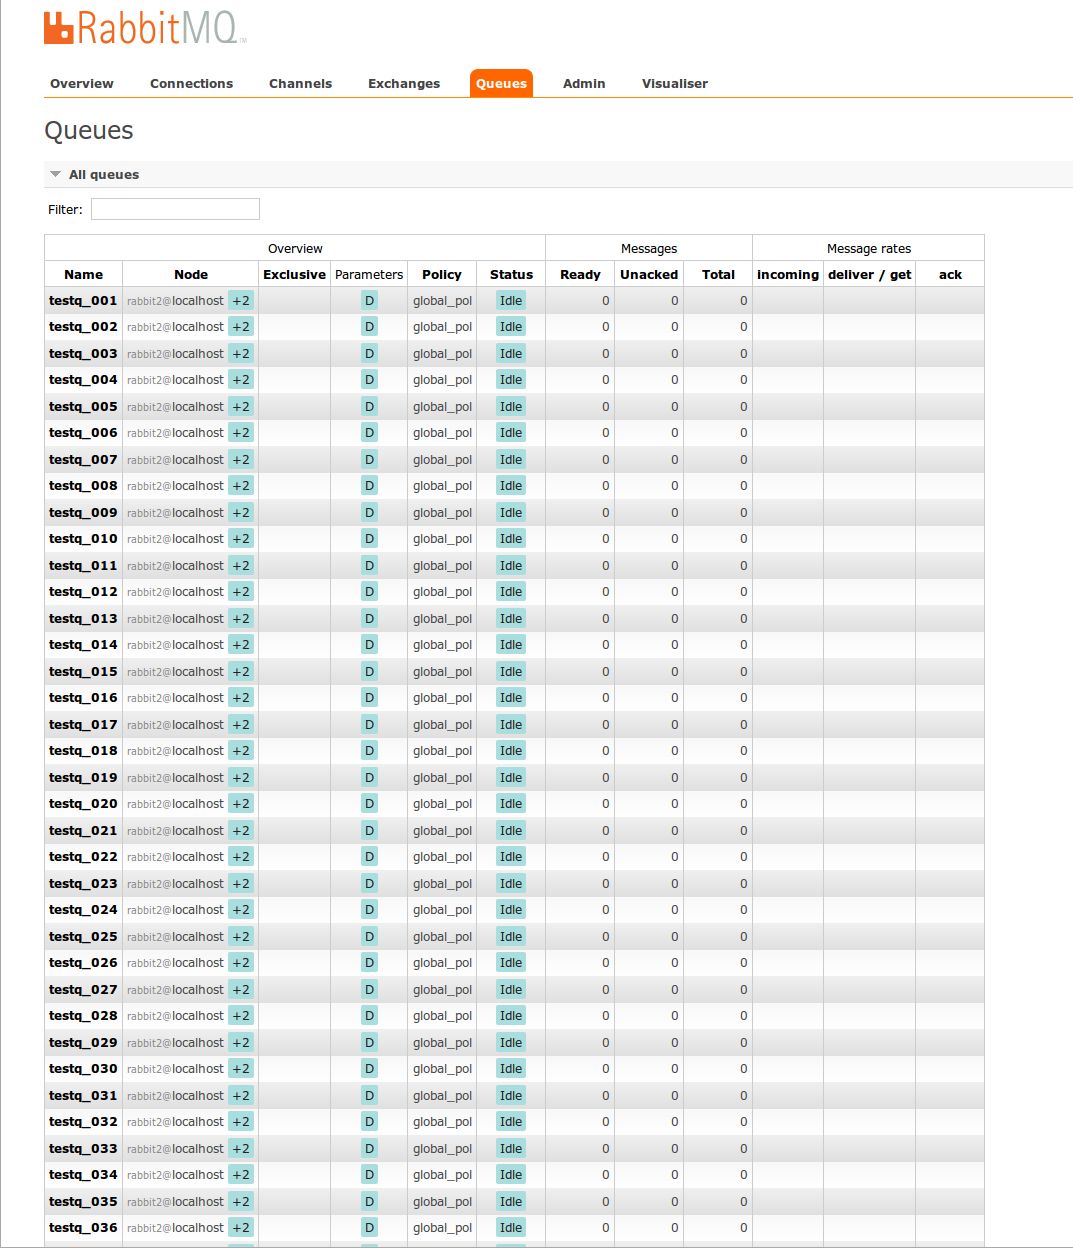 RabbitMQ™
Overview Connections Channels Exchanges Queues Admin Visualiser
Queues
All queues
Filter:
Overview Messages Message rates
Name Node Exclusive Parameters Policy Status Ready Unacked Total incoming deliver / get ack
testq_001 rabbit2@localhost +2 D global_pol Idle 0 0 0
testq_002 rabbit2@localhost +2 D global_pol Idle 0 0 0
testq_003 rabbit2@localhost +2 D global_pol Idle 0 0 0
testq_004 rabbit2@localhost +2 D global_pol Idle 0 0 0
testq_005 rabbit2@localhost +2 D global_pol Idle 0 0 0
testq_006 rabbit2@localhost +2 D global_pol Idle 0 0 0
testq_007 rabbit2@localhost +2 D global_pol Idle 0 0 0
testq_008 rabbit2@localhost +2 D global_pol Idle 0 0 0
testq_009 rabbit2@localhost +2 D global_pol Idle 0 0 0
testq_010 rabbit2@localhost +2 D global_pol Idle 0 0 0
testq_011 rabbit2@localhost +2 D global_pol Idle 0 0 0
testq_012 rabbit2@localhost +2 D global_pol Idle 0 0 0
testq_013 rabbit2@localhost +2 D global_pol Idle 0 0 0
testq_014 rabbit2@localhost +2 D global_pol Idle 0 0 0
testq_015 rabbit2@localhost +2 D global_pol Idle 0 0 0
testq_016 rabbit2@localhost +2 D global_pol Idle 0 0 0
testq_017 rabbit2@localhost +2 D global_pol Idle 0 0 0
testq_018 rabbit2@localhost +2 D global_pol Idle 0 0 0
testq_019 rabbit2@localhost +2 D global_pol Idle 0 0 0
testq_020 rabbit2@localhost +2 D global_pol Idle 0 0 0
testq_021 rabbit2@localhost +2 D global_pol Idle 0 0 0
testq_022 rabbit2@localhost +2 D global_pol Idle 0 0 0
testq_023 rabbit2@localhost +2 D global_pol Idle 0 0 0
testq_024 rabbit2@localhost +2 D global_pol Idle 0 0 0
testq_025 rabbit2@localhost +2 D global_pol Idle 0 0 0
testq_026 rabbit2@localhost +2 D global_pol Idle 0 0 0
testq_027 rabbit2@localhost +2 D global_pol Idle 0 0 0
testq_028 rabbit2@localhost +2 D global_pol Idle 0 0 0
testq_029 rabbit2@localhost +2 D global_pol Idle 0 0 0
testq_030 rabbit2@localhost +2 D global_pol Idle 0 0 0
testq_031 rabbit2@localhost +2 D global_pol Idle 0 0 0
testq_032 rabbit2@localhost +2 D global_pol Idle 0 0 0
testq_033 rabbit2@localhost +2 D global_pol Idle 0 0 0
testq_034 rabbit2@localhost +2 D global_pol Idle 0 0 0
testq_035 rabbit2@localhost +2 D global_pol Idle 0 0 0
testq_036 rabbit2@localhost +2 D global_pol Idle 0 0 0